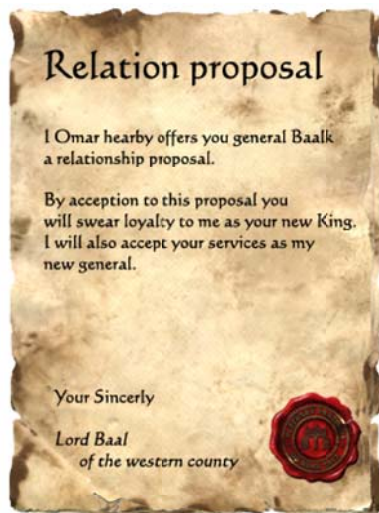 Relation proposal
I Omar hearby offers you general Baalk
a relationship proposal.
By acception to this proposal you
will swear loyalty to me as your new King.
I will also accept your services as my
new general.
Your Sincerly
Lord Baal
of the western county